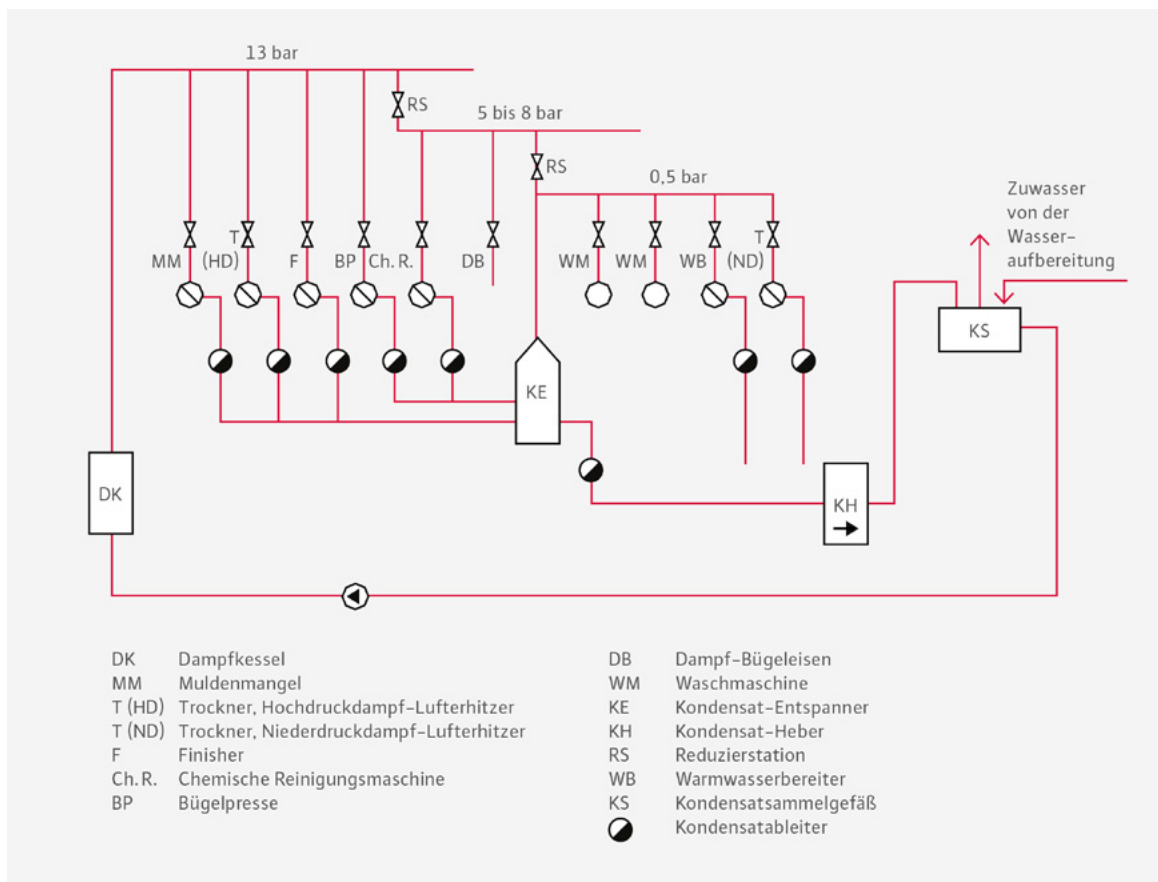 13 bar
RS
5 bis 8 bar
RS
0,5 bar
Zuwasser
von der
Wasser-
aufbereitung
MM
T
(HD)
F
BP
Ch. R.
DB
WM
WM
WB
T
(ND)
KS
KE
DK
KH
DK Dampfkessel
MM Muldenmangel
T (HD) Trockner, Hochdruckdampf-Lufterhitzer
T (ND) Trockner, Niederdruckdampf-Lufterhitzer
F Finisher
Ch. R. Chemische Reinigungsmaschine
BP Bügelpresse
DB Dampf-Bügeleisen
WM Waschmaschine
KE Kondensat-Entspanner
KH Kondensat-Heber
RS Reduzierstation
WB Warmwasserbereiter
KS Kondensatsammelgefäß
Kondensatableiter